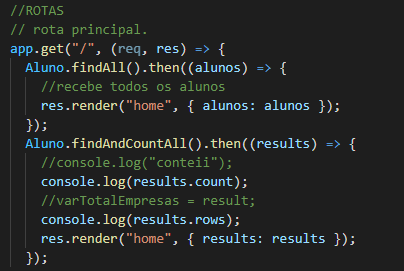 //ROTAS
// rota principal.
app.get("/", (req, res) => {
  Aluno.findAll().then((alunos) => {
    //recebe todos os alunos
    res.render("home", { alunos: alunos });
  });
  Aluno.findAndCountAll().then((results) => {
    //console.log("conteii");
    console.log(results.count);
    //varTotalEmpresas = result;
    console.log(results.rows);
    res.render("home", { results: results });
  });